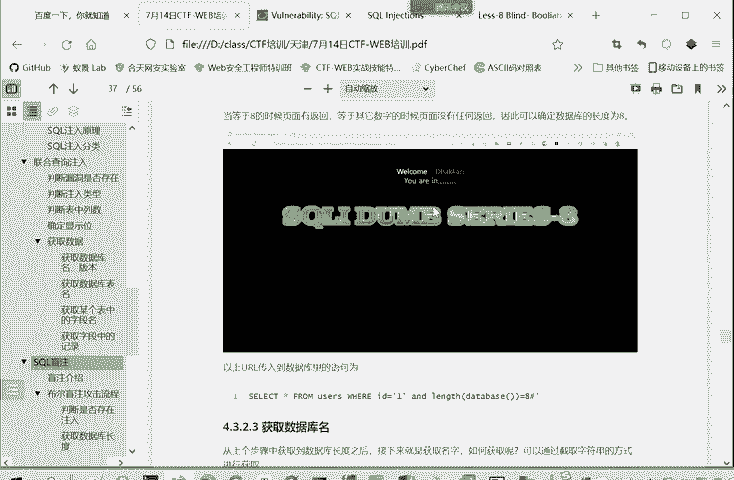 腾讯会议
百度一下，你就知道
7月14日CTF-WEB培训
Vulnerability: SQL
SQL Injections
Less-8 Blind- Boolian-
file:///D:/class/CTF培训/天津/7月14日CTF-WEB培训.pdf
GitHub
蚁景 Lab
合天网安实验室
Web安全工程师特训班
CTF-WEB实战技能特...
CyberChef
ASCII码对照表
其他书签
移动设备上的书签
37 / 56
自动缩放
SQL注入原理
SQL注入分类
联合查询注入
判断漏洞是否存在
判断注入类型
判断表中列数
确定显示位
获取数据
获取数据库
名、版本
获取数据库表
名
获取某个表中
的字段名
获取字段中的
记录
SQL盲注
盲注介绍
布尔盲注攻击流程
判断是否存在
注入
获取数据库长
度
当等于8的时候页面有返回，等于其它数字的时候页面没有任何返回，因此可以确定数据库的长度为8。
Welcome Dhakkan
You are in...........
SQLI DUMB SERIES-8
以上URL传入到数据库里的语句为
1 SELECT * FROM users WHERE id='1' and length(database())=8#'
4.3.2.3 获取数据库名
从上个步骤中获取到数据库长度之后，接下来就是获取名字，如何获取呢？可以通过截取字符串的方式
进行获取